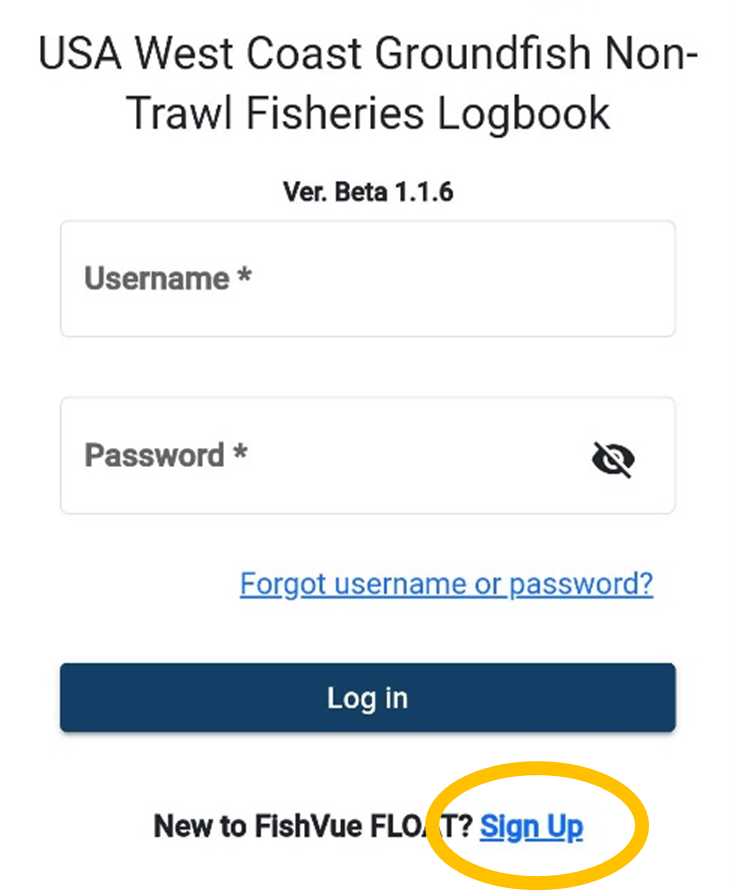 USA West Coast Groundfish Non-
Trawl Fisheries Logbook
Ver. Beta 1.1.6
Username *
Password *
Forgot username or password?
Log in
New to FishVue FLOAT? Sign Up